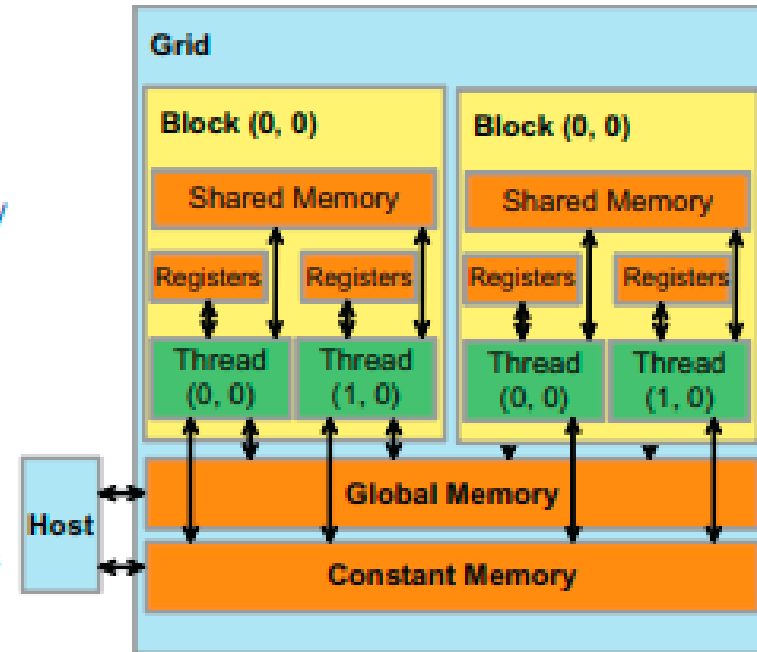 Grid
Block (0, 0)
Block (0, 0)
Shared Memory
Shared Memory
Registers
Registers
Registers
Registers
Thread
(0, 0)
Thread
(1, 0)
Thread
(0, 0)
Thread
(1, 0)
Host
Global Memory
Constant Memory